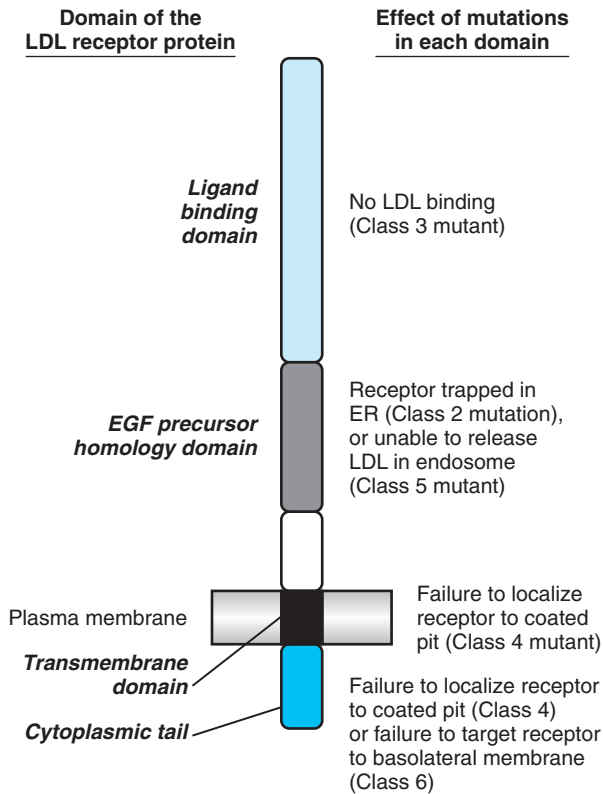 Domain of the
LDL receptor protein
Effect of mutations
in each domain
Ligand
binding
domain
No LDL binding
(Class 3 mutant)
EGF precursor
homology domain
Receptor trapped in
ER (Class 2 mutation),
or unable to release
LDL in endosome
(Class 5 mutant)
Plasma membrane
Failure to localize
receptor to coated
pit (Class 4 mutant)
Transmembrane
domain
Cytoplasmic tail
Failure to localize receptor
to coated pit (Class 4)
or failure to target receptor
to basolateral membrane
(Class 6)